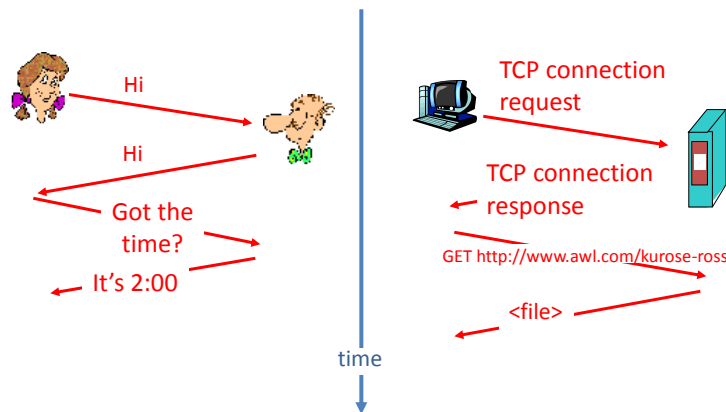 Hi
Hi
Got the
time?
It's 2:00
time
TCP connection
request
TCP connection
response
GET http://www.awl.com/kurose-ross
<file>